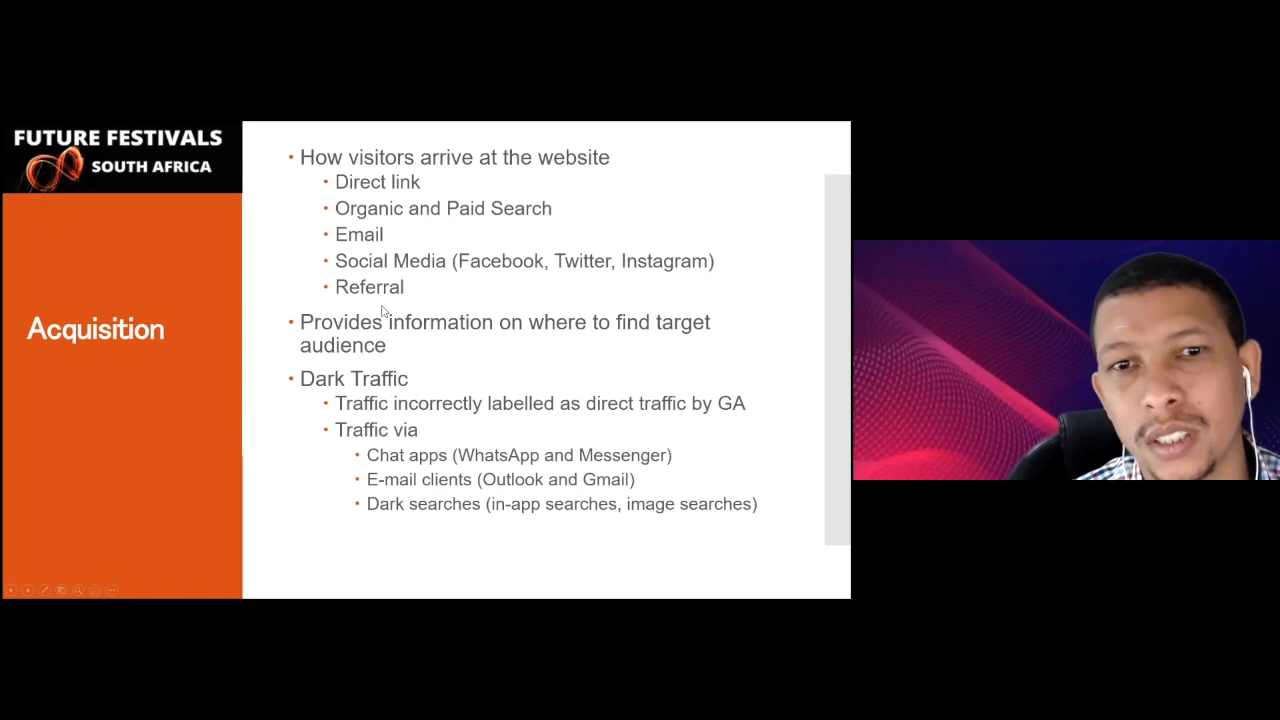 FUTURE FESTIVALS
SOUTH AFRICA
Acquisition
• How visitors arrive at the website
• Direct link
• Organic and Paid Search
• Email
• Social Media (Facebook, Twitter, Instagram)
• Referral
• Provides information on where to find target
audience
• Dark Traffic
• Traffic incorrectly labelled as direct traffic by GA
• Traffic via
• Chat apps (WhatsApp and Messenger)
• E-mail clients (Outlook and Gmail)
• Dark searches (in-app searches, image searches)